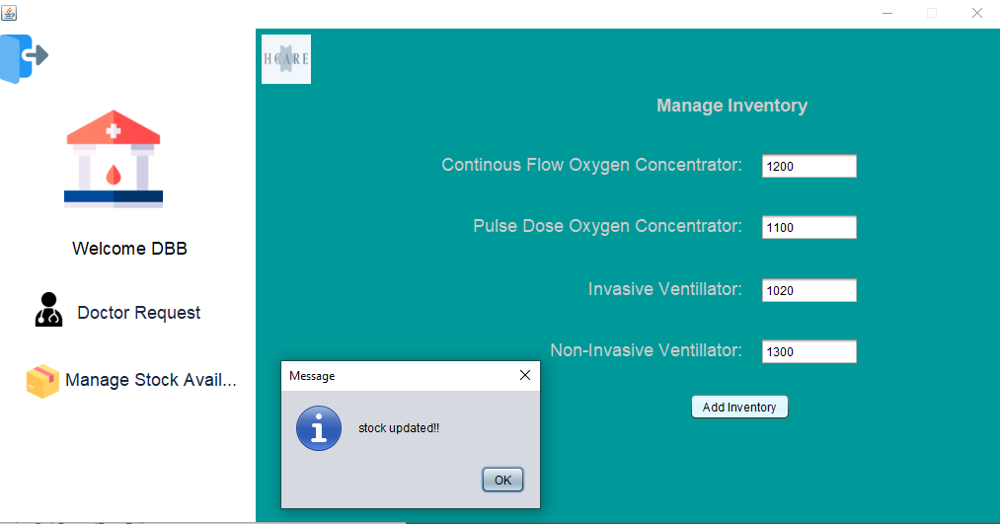 HCARE
Manage Inventory
Continous Flow Oxygen Concentrator: 1200
Pulse Dose Oxygen Concentrator: 1100
Welcome DBB
Invasive Ventillator: 1020
Doctor Request
Non-Invasive Ventillator: 1300
Manage Stock Avail...
Message
Add Inventory
stock updated!!
OK